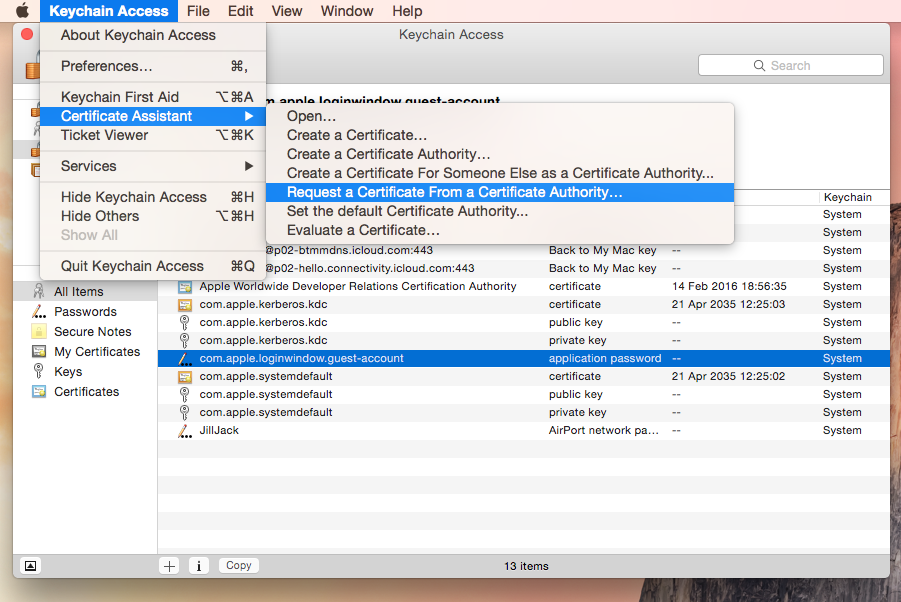 Keychain Access File Edit View Window Help
Keychain Access
Search
About Keychain Access
Preferences... ⌘,
Keychain First Aid ⌥⌘A
Certificate Assistant ▶
Ticket Viewer ⌥⌘K
Services ▶
Hide Keychain Access ⌘H
Hide Others ⌥⌘H
Show All
Quit Keychain Access ⌘Q
m.apple.loginwindow.guest-account
Open...
Create a Certificate...
Create a Certificate Authority...
Create a Certificate For Someone Else as a Certificate Authority...
Request a Certificate From a Certificate Authority...
Set the default Certificate Authority...
Evaluate a Certificate...
All Items
Passwords
Secure Notes
My Certificates
Keys
Certificates
Keychain
System
System
@p02-btmmdns.icloud.com:443 Back to My Mac key -- System
@p02-hello.connectivity.icloud.com:443 Back to My Mac key -- System
Apple Worldwide Developer Relations Certification Authority certificate 14 Feb 2016 18:56:35 System
com.apple.kerberos.kdc certificate 21 Apr 2035 12:25:03 System
com.apple.kerberos.kdc public key -- System
com.apple.kerberos.kdc private key -- System
com.apple.loginwindow.guest-account application password -- System
com.apple.systemdefault certificate 21 Apr 2035 12:25:02 System
com.apple.systemdefault public key -- System
com.apple.systemdefault private key -- System
JillJack AirPort network pa... -- System
+ i Copy 13 items